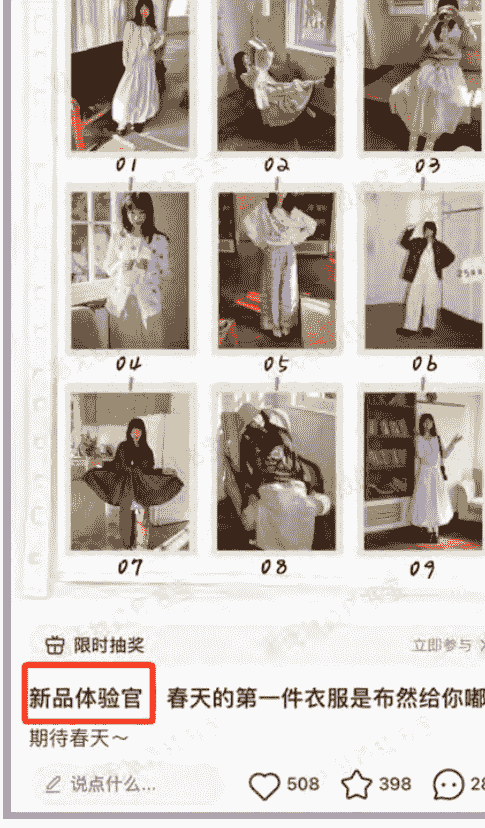 01 02 03
04 05 06
07 08 09
限时抽奖 立即参与
新品体验官 春天的第一件衣服是布然给你嘟
期待春天～
说点什么... 508 398 28